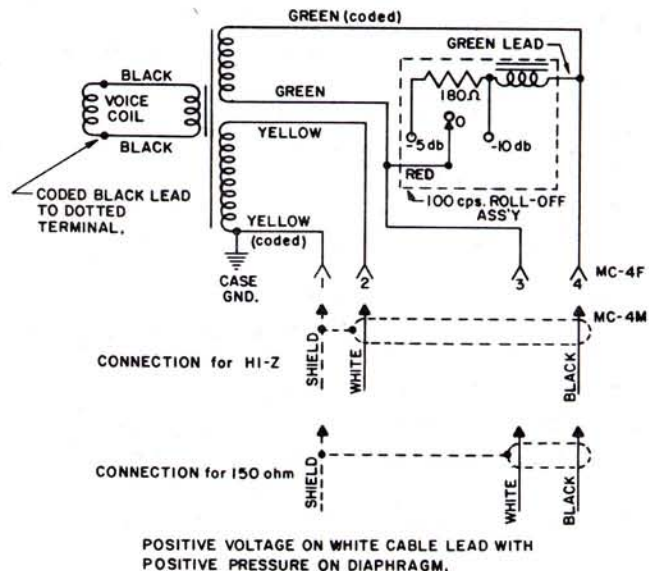 GREEN (coded)
GREEN LEAD
BLACK
VOICE
COIL
BLACK
GREEN
YELLOW
180Ω
0
-5 db
-10 db
RED
CODED BLACK LEAD
TO DOTTED
TERMINAL.
YELLOW
(coded)
100 cps. ROLL-OFF
ASS'Y
CASE
GND.
1 2 3 4 MC-4F
MC-4M
CONNECTION for HI-Z
SHIELD
WHITE
BLACK
CONNECTION for 150 ohm
SHIELD
WHITE
BLACK
POSITIVE VOLTAGE ON WHITE CABLE LEAD WITH
POSITIVE PRESSURE ON DIAPHRAGM.